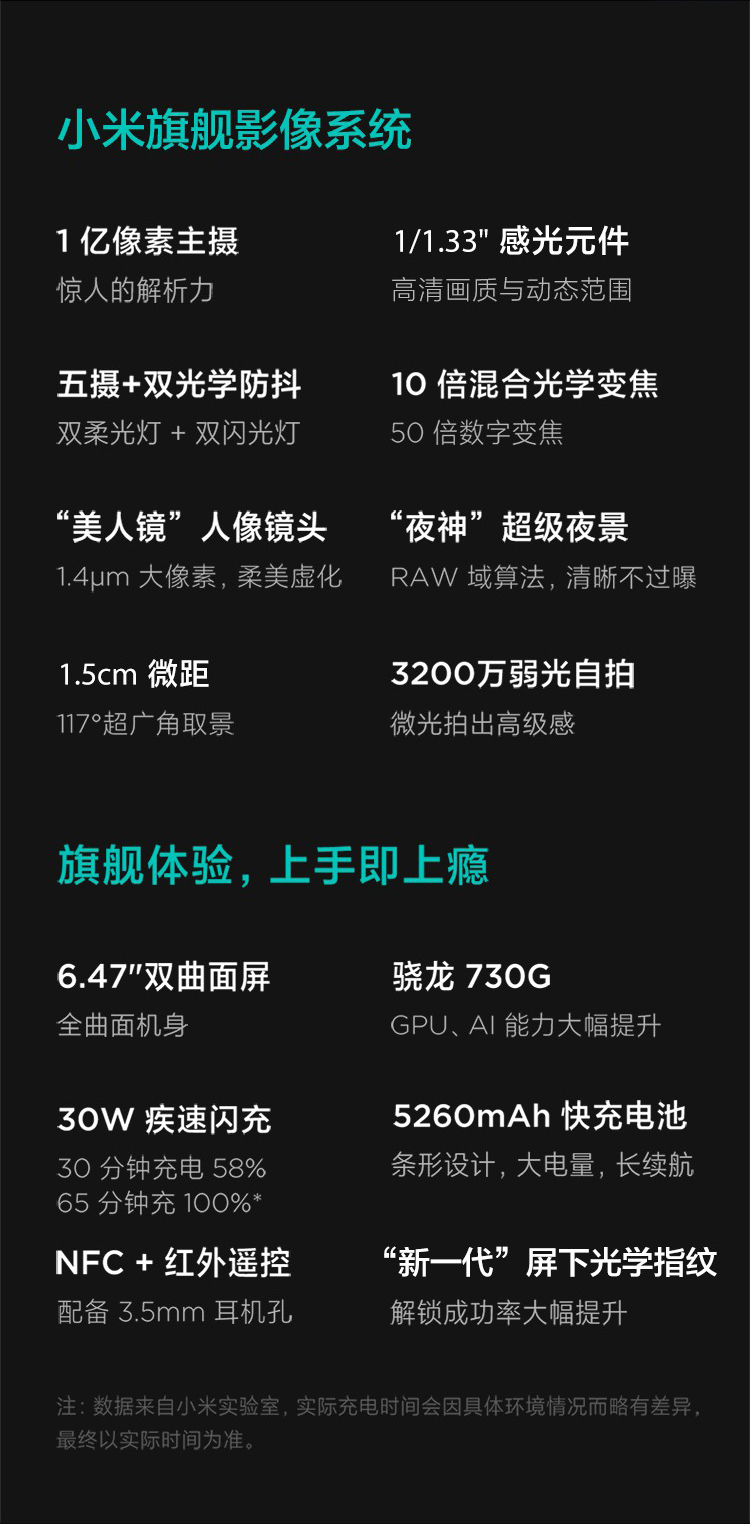 小米旗舰影像系统
1 亿像素主摄
惊人的解析力
1/1.33" 感光元件
高清画质与动态范围
五摄+双光学防抖
双柔光灯 + 双闪光灯
10 倍混合光学变焦
50 倍数字变焦
“美人镜”人像镜头
1.4μm 大像素，柔美虚化
“夜神”超级夜景
RAW 域算法，清晰不过曝
1.5cm 微距
117°超广角取景
3200万弱光自拍
微光拍出高级感
旗舰体验，上手即上瘾
6.47"双曲面屏
全曲面机身
骁龙 730G
GPU、AI 能力大幅提升
30W 疾速闪充
30 分钟充电 58%
65 分钟充 100%*
5260mAh 快充电池
条形设计，大电量，长续航
NFC + 红外遥控
配备 3.5mm 耳机孔
“新一代”屏下光学指纹
解锁成功率大幅提升
注：数据来自小米实验室，实际充电时间会因具体环境情况而略有差异，
最终以实际时间为准。